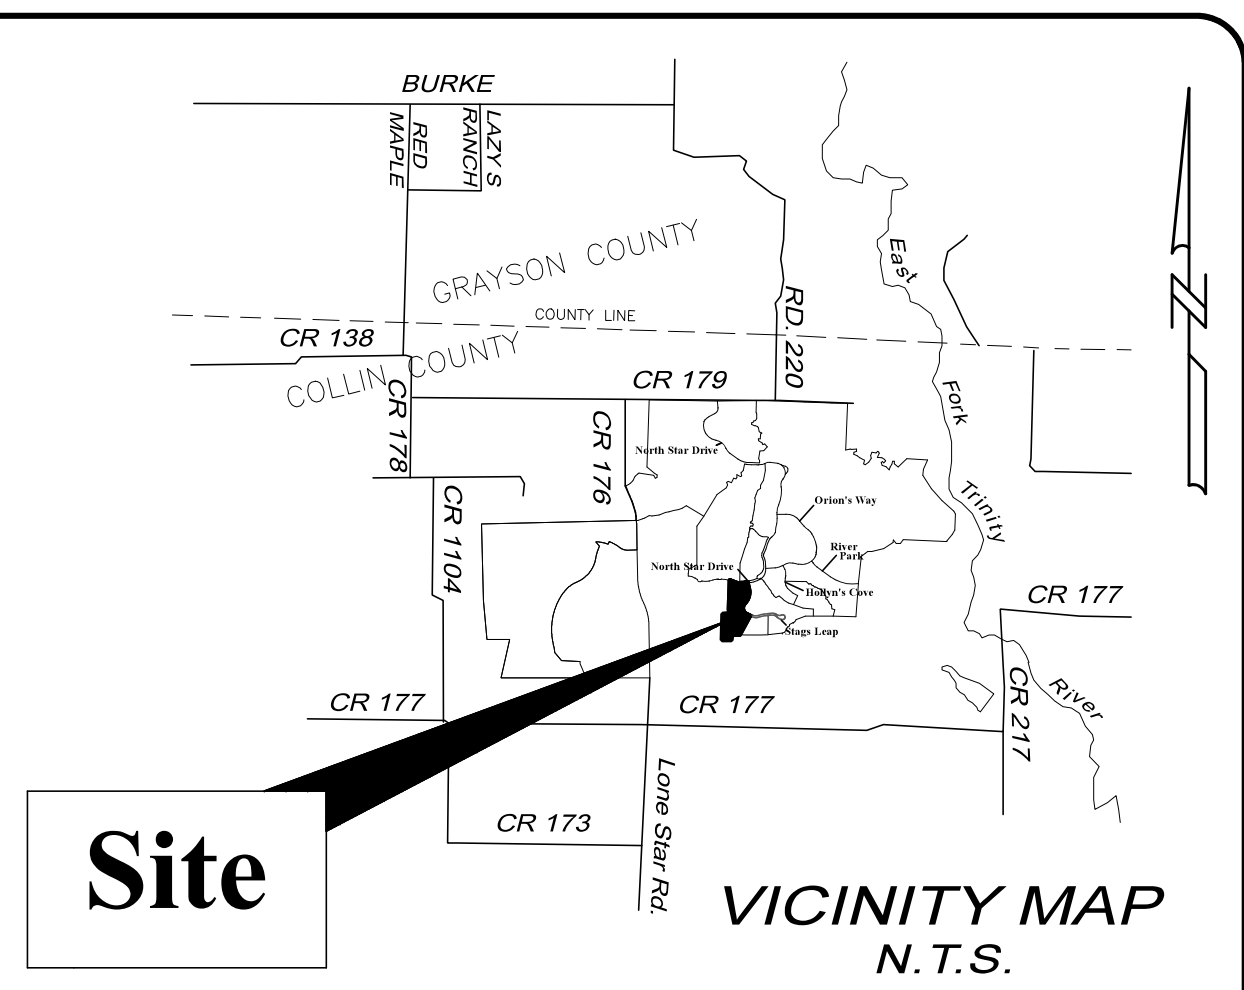 BURKE
RED
MAPLE
LAZY S
RANCH
GRAYSON COUNTY
COUNTY LINE
CR 138
COLLIN COUNTY
RD. 220
East
Fork
Trinity
River
CR 179
CR 178
CR 176
North Star Drive
Orion's Way
CR 1104
River
Park
North Star Drive
Hollyn's Cove
CR 177
Stags Leap
CR 177
CR 177
CR 217
Lone Star Rd.
CR 173
Site
VICINITY MAP
N.T.S.
N